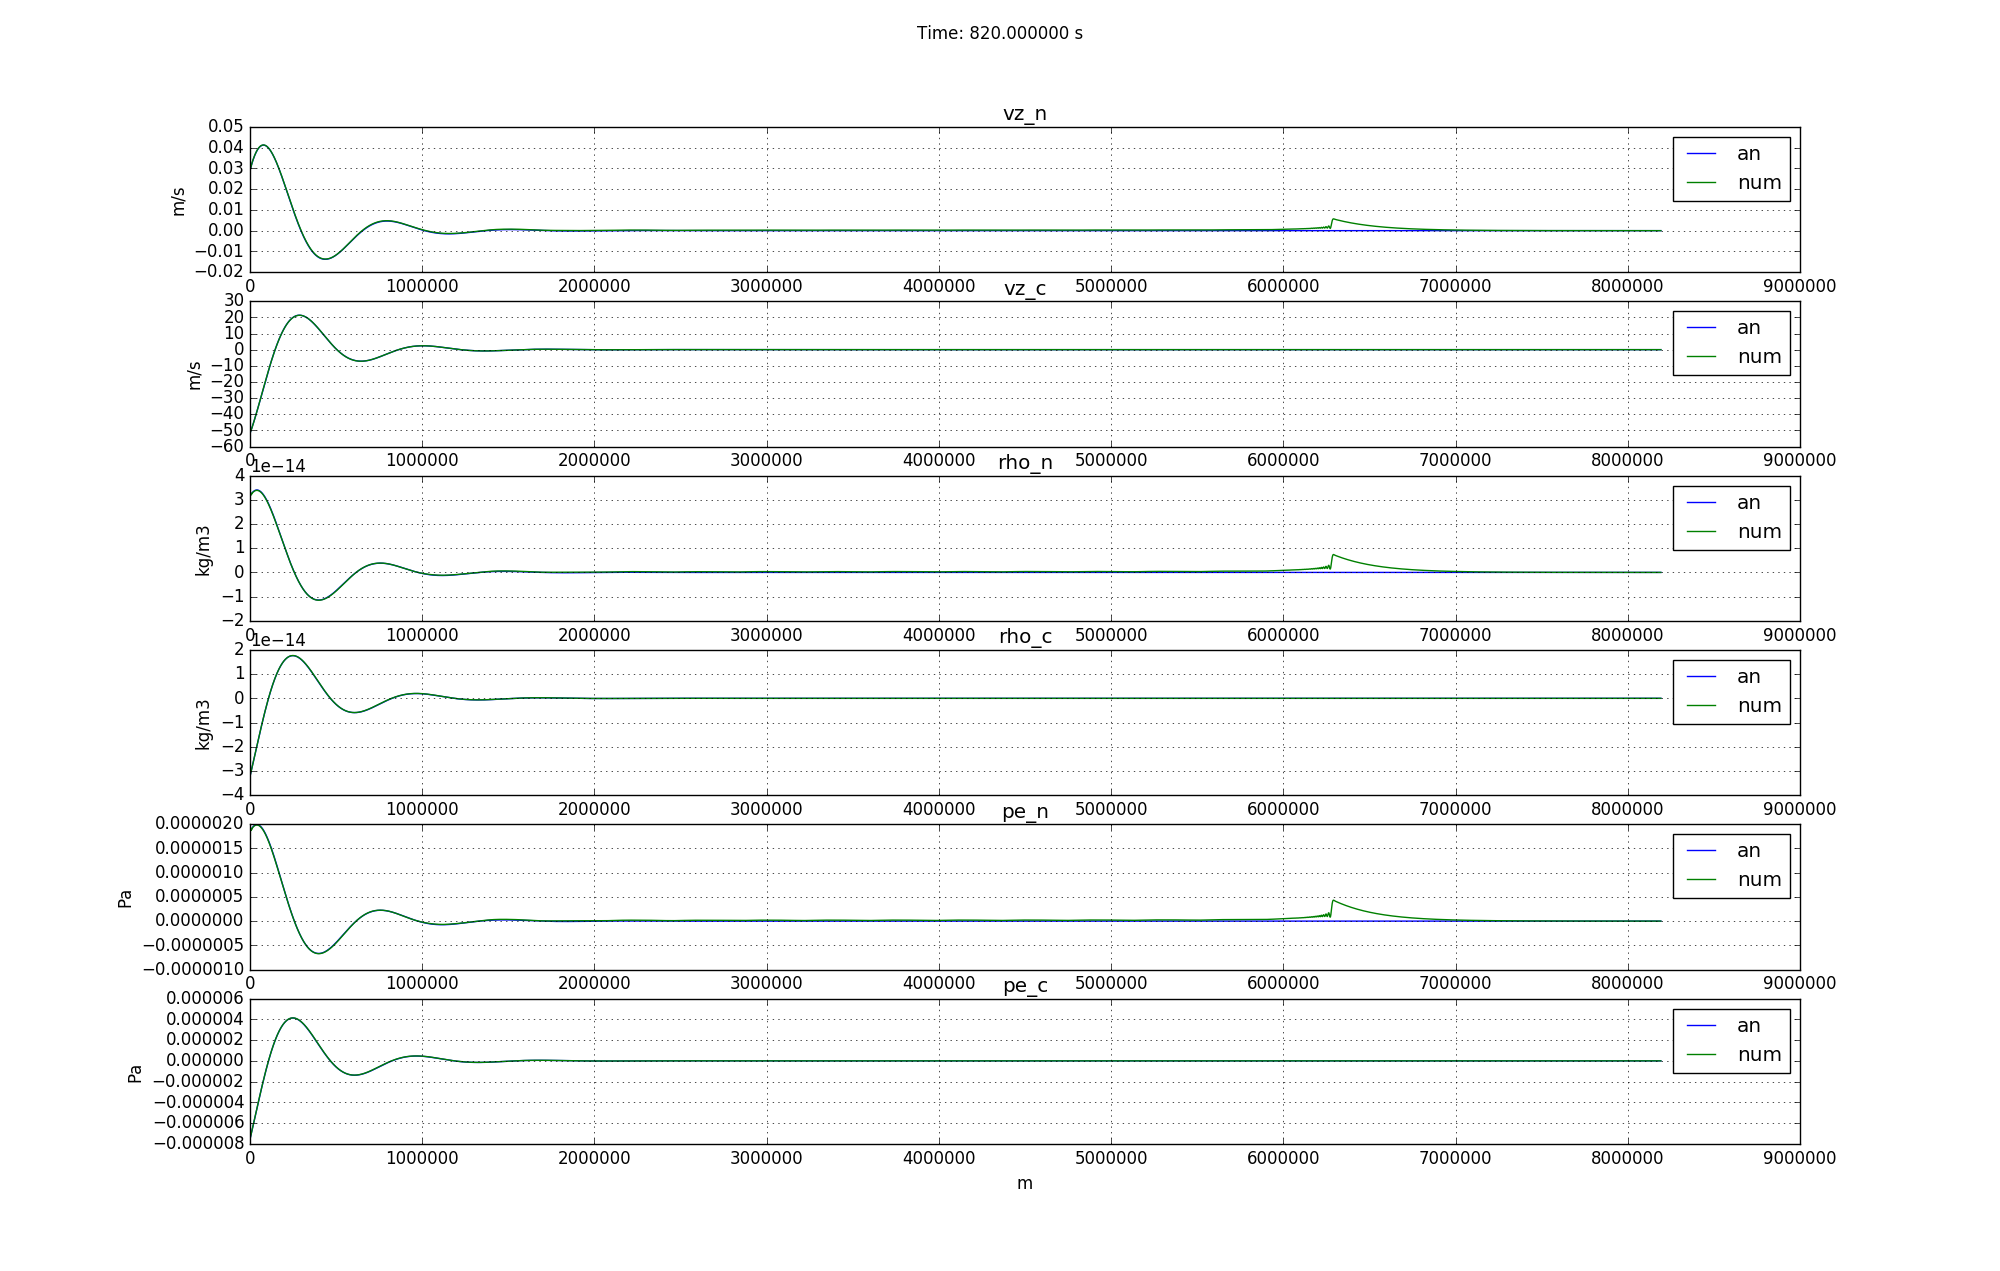 Time: 820.000000 s
vz_n
0.05
0.04
0.03
0.02
0.01
0.00
−0.01
−0.02
m/s
an
num
0 1000000 2000000 3000000 4000000 5000000 6000000 7000000 8000000 9000000
vz_c
30
20
10
0
−10
−20
−30
−40
−50
−60
m/s
an
num
0 1000000 2000000 3000000 4000000 5000000 6000000 7000000 8000000 9000000
1e−14
rho_n
4
3
2
1
0
−1
−2
kg/m3
an
num
0 1000000 2000000 3000000 4000000 5000000 6000000 7000000 8000000 9000000
1e−14
rho_c
2
1
0
−1
−2
−3
−4
kg/m3
an
num
0 1000000 2000000 3000000 4000000 5000000 6000000 7000000 8000000 9000000
pe_n
0.0000020
0.0000015
0.0000010
0.0000005
0.0000000
−0.0000005
−0.0000010
Pa
an
num
0 1000000 2000000 3000000 4000000 5000000 6000000 7000000 8000000 9000000
pe_c
0.000006
0.000004
0.000002
0.000000
−0.000002
−0.000004
−0.000006
−0.000008
Pa
an
num
0 1000000 2000000 3000000 4000000 5000000 6000000 7000000 8000000 9000000
m